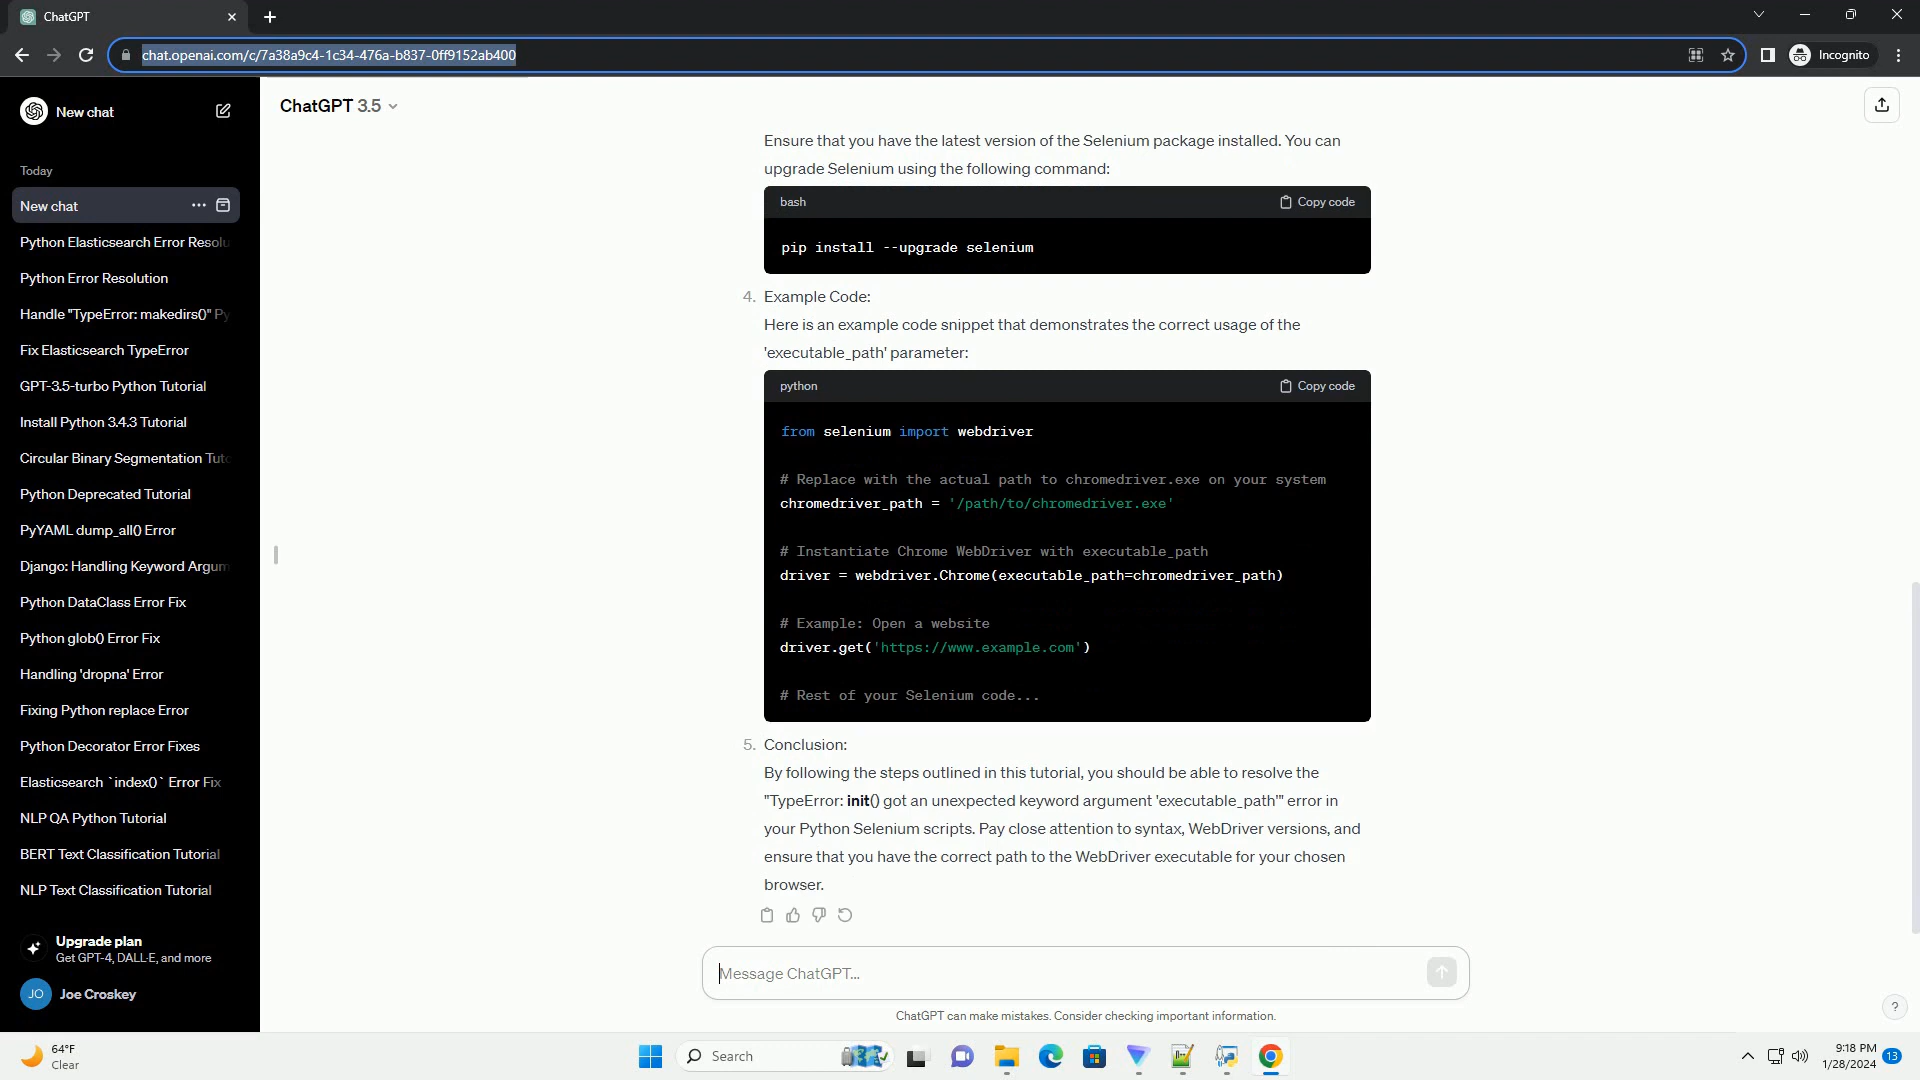 ChatGPT
chat.openai.com/c/7a38a9c4-1c34-476a-b837-0ff9152ab400
Incognito
New chat
Today
New chat
Python Elasticsearch Error Resolu
Python Error Resolution
Handle "TypeError: makedirs()" Py
Fix Elasticsearch TypeError
GPT-3.5-turbo Python Tutorial
Install Python 3.4.3 Tutorial
Circular Binary Segmentation Tuto
Python Deprecated Tutorial
PyYAML dump_all() Error
Django: Handling Keyword Argum
Python DataClass Error Fix
Python glob() Error Fix
Handling 'dropna' Error
Fixing Python replace Error
Python Decorator Error Fixes
Elasticsearch `index()` Error Fix
NLP QA Python Tutorial
BERT Text Classification Tutorial
NLP Text Classification Tutorial
Upgrade plan
Get GPT-4, DALL·E, and more
JO Joe Croskey
ChatGPT 3.5
Ensure that you have the latest version of the Selenium package installed. You can
upgrade Selenium using the following command:
bash Copy code
pip install --upgrade selenium
4. Example Code:
Here is an example code snippet that demonstrates the correct usage of the
'executable_path' parameter:
python Copy code
from selenium import webdriver
# Replace with the actual path to chromedriver.exe on your system
chromedriver_path = '/path/to/chromedriver.exe'
# Instantiate Chrome WebDriver with executable_path
driver = webdriver.Chrome(executable_path=chromedriver_path)
# Example: Open a website
driver.get('https://www.example.com')
# Rest of your Selenium code...
5. Conclusion:
By following the steps outlined in this tutorial, you should be able to resolve the
"TypeError: init() got an unexpected keyword argument 'executable_path'" error in
your Python Selenium scripts. Pay close attention to syntax, WebDriver versions, and
ensure that you have the correct path to the WebDriver executable for your chosen
browser.
Message ChatGPT...
ChatGPT can make mistakes. Consider checking important information.
?
64°F
Clear
Search
9:18 PM
1/28/2024
13